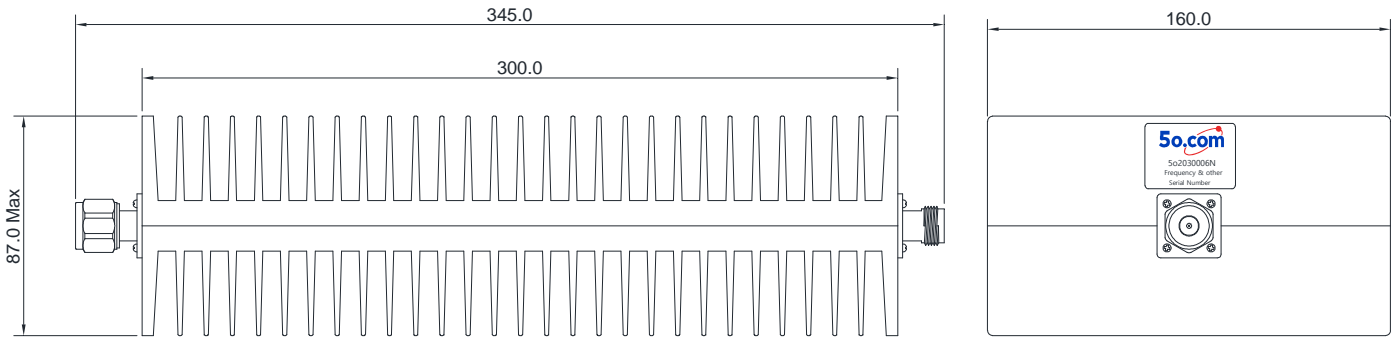 345.0
160.0
300.0
87.0 Max
5o.com
5o2030006N
Frequency & other
Serial Number